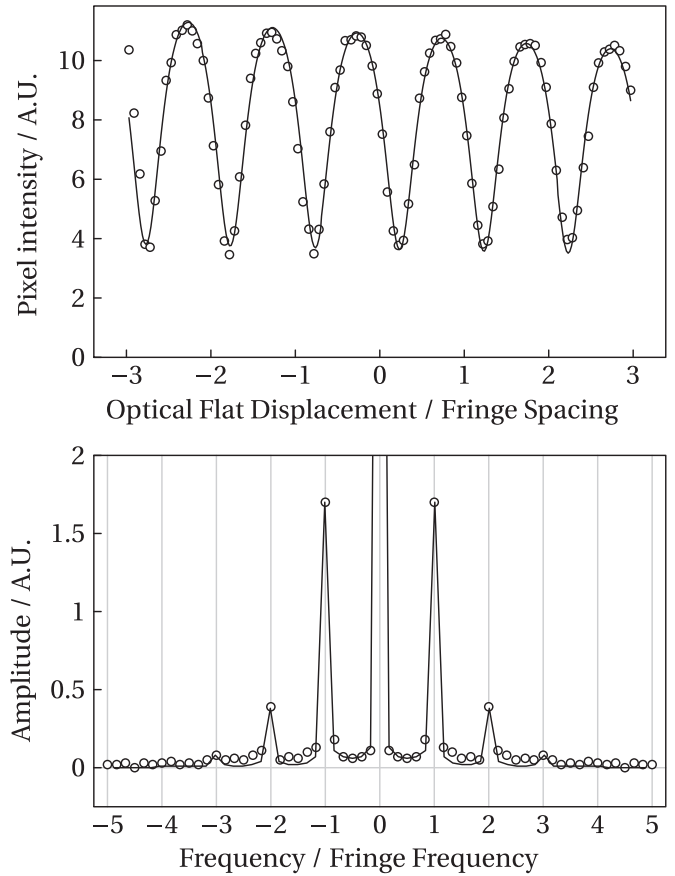 10
8
6
4
2
0
Pixel intensity / A.U.
−3 −2 −1 0 1 2 3
Optical Flat Displacement / Fringe Spacing
2
1.5
1
0.5
0
Amplitude / A.U.
−5 −4 −3 −2 −1 0 1 2 3 4 5
Frequency / Fringe Frequency